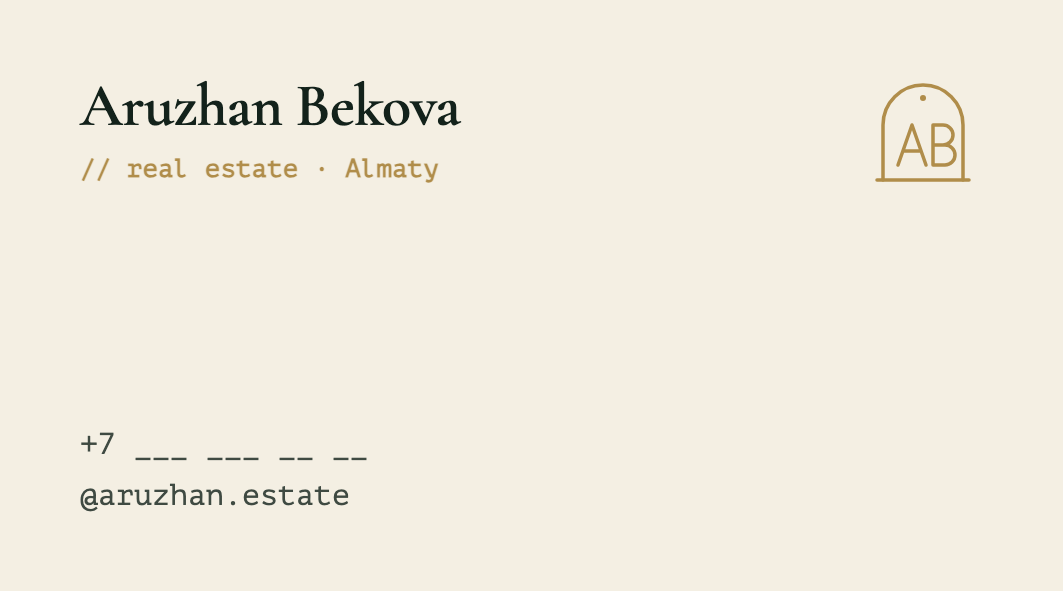 Aruzhan Bekova
AB
// real estate · Almaty
+7 ___ ___ __ __
@aruzhan.estate